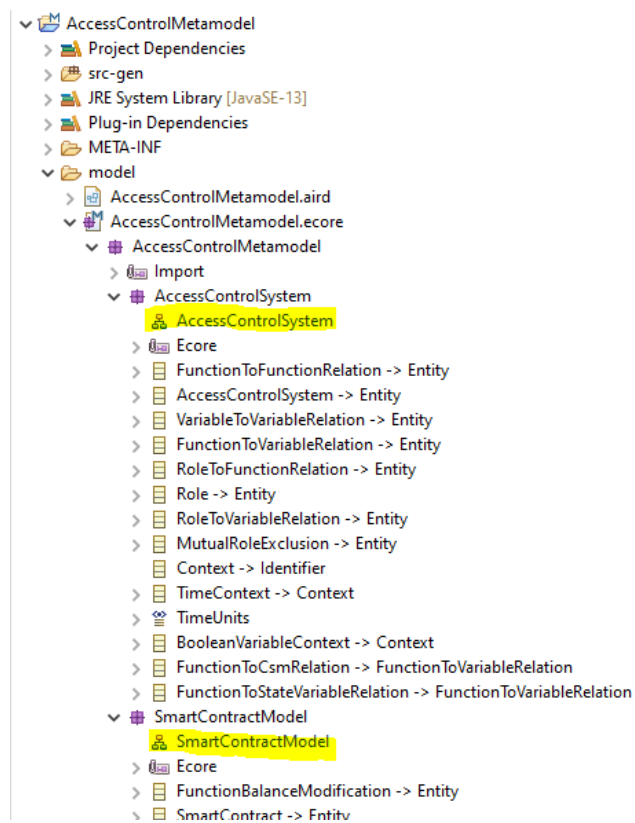 AccessControlMetamodel
Project Dependencies
src-gen
JRE System Library [JavaSE-13]
Plug-in Dependencies
META-INF
model
AccessControlMetamodel.aird
AccessControlMetamodel.ecore
AccessControlMetamodel
Import
AccessControlSystem
AccessControlSystem
Ecore
FunctionToFunctionRelation -> Entity
AccessControlSystem -> Entity
VariableToVariableRelation -> Entity
FunctionToVariableRelation -> Entity
RoleToFunctionRelation -> Entity
Role -> Entity
RoleToVariableRelation -> Entity
MutualRoleExclusion -> Entity
Context -> Identifier
TimeContext -> Context
TimeUnits
BooleanVariableContext -> Context
FunctionToCsmRelation -> FunctionToVariableRelation
FunctionToStateVariableRelation -> FunctionToVariableRelation
SmartContractModel
SmartContractModel
Ecore
FunctionBalanceModification -> Entity
SmartContract -> Entity